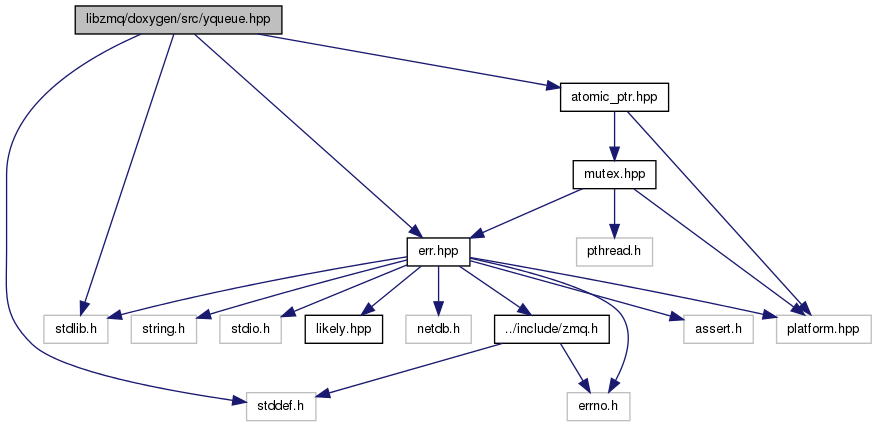 libzmq/doxygen/src/yqueue.hpp
atomic_ptr.hpp
mutex.hpp
err.hpp
pthread.h
stdlib.h
string.h
stdio.h
likely.hpp
netdb.h
../include/zmq.h
assert.h
platform.hpp
stddef.h
errno.h